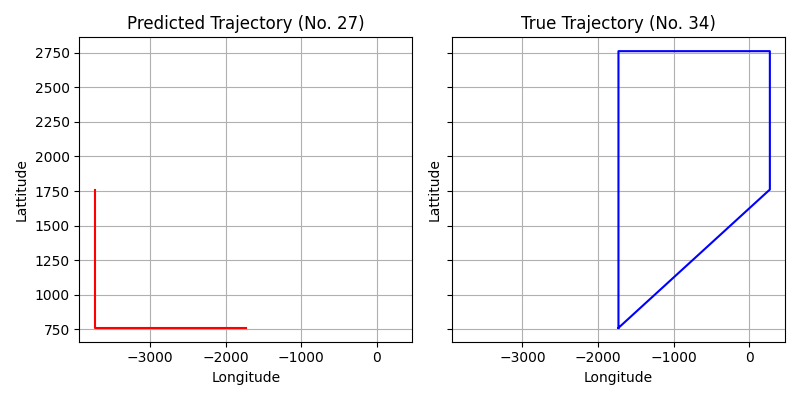 Predicted Trajectory (No. 27)
True Trajectory (No. 34)
2750
2500
2250
2000
1750
1500
1250
1000
750
Lattitude
Lattitude
−3000
−2000
−1000
0
−3000
−2000
−1000
0
Longitude
Longitude